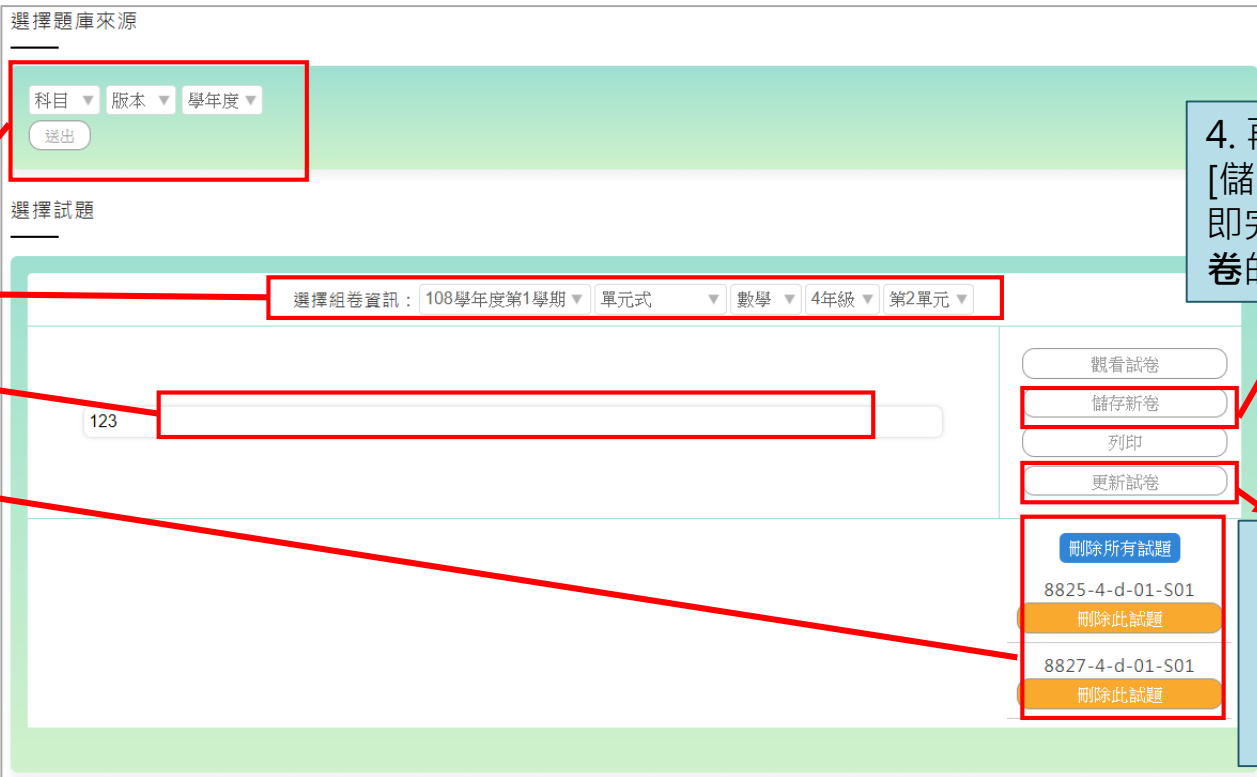 選擇題庫來源
科目 版本 學年度
送出
4.
[儲
即
卷的
選擇試題
選擇組卷資訊： 108學年度第1學期 單元式 數學 4年級 第2單元
觀看試卷
123
儲存新卷
列印
更新試卷
刪除所有試題
8825-4-d-01-S01
刪除此試題
8827-4-d-01-S01
刪除此試題